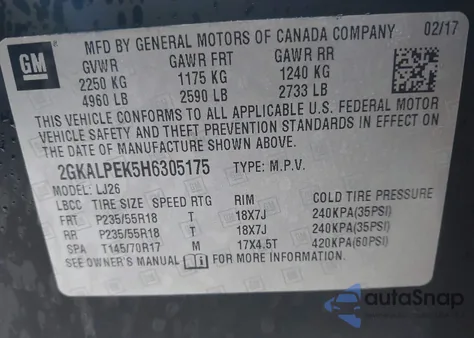 GM
MFD BY GENERAL MOTORS OF CANADA COMPANY 02/17
GVWR GAWR FRT GAWR RR
2250 KG 1175 KG 1240 KG
4960 LB 2590 LB 2733 LB
THIS VEHICLE CONFORMS TO ALL APPLICABLE U.S. FEDERAL MOTOR
VEHICLE SAFETY AND THEFT PREVENTION STANDARDS IN EFFECT ON THE
DATE OF MANUFACTURE SHOWN ABOVE.
2GKALPEK5H6305175 TYPE: M.P.V.
MODEL: LJ26
LBCC TIRE SIZE SPEED RTG RIM COLD TIRE PRESSURE
FRT P235/55R18 T 18X7J 240KPA(35PSI)
RR P235/55R18 T 18X7J 240KPA(35PSI)
SPA T145/70R17 M 17X4.5T 420KPA(60PSI)
SEE OWNER'S MANUAL FOR MORE INFORMATION.
autoSnap